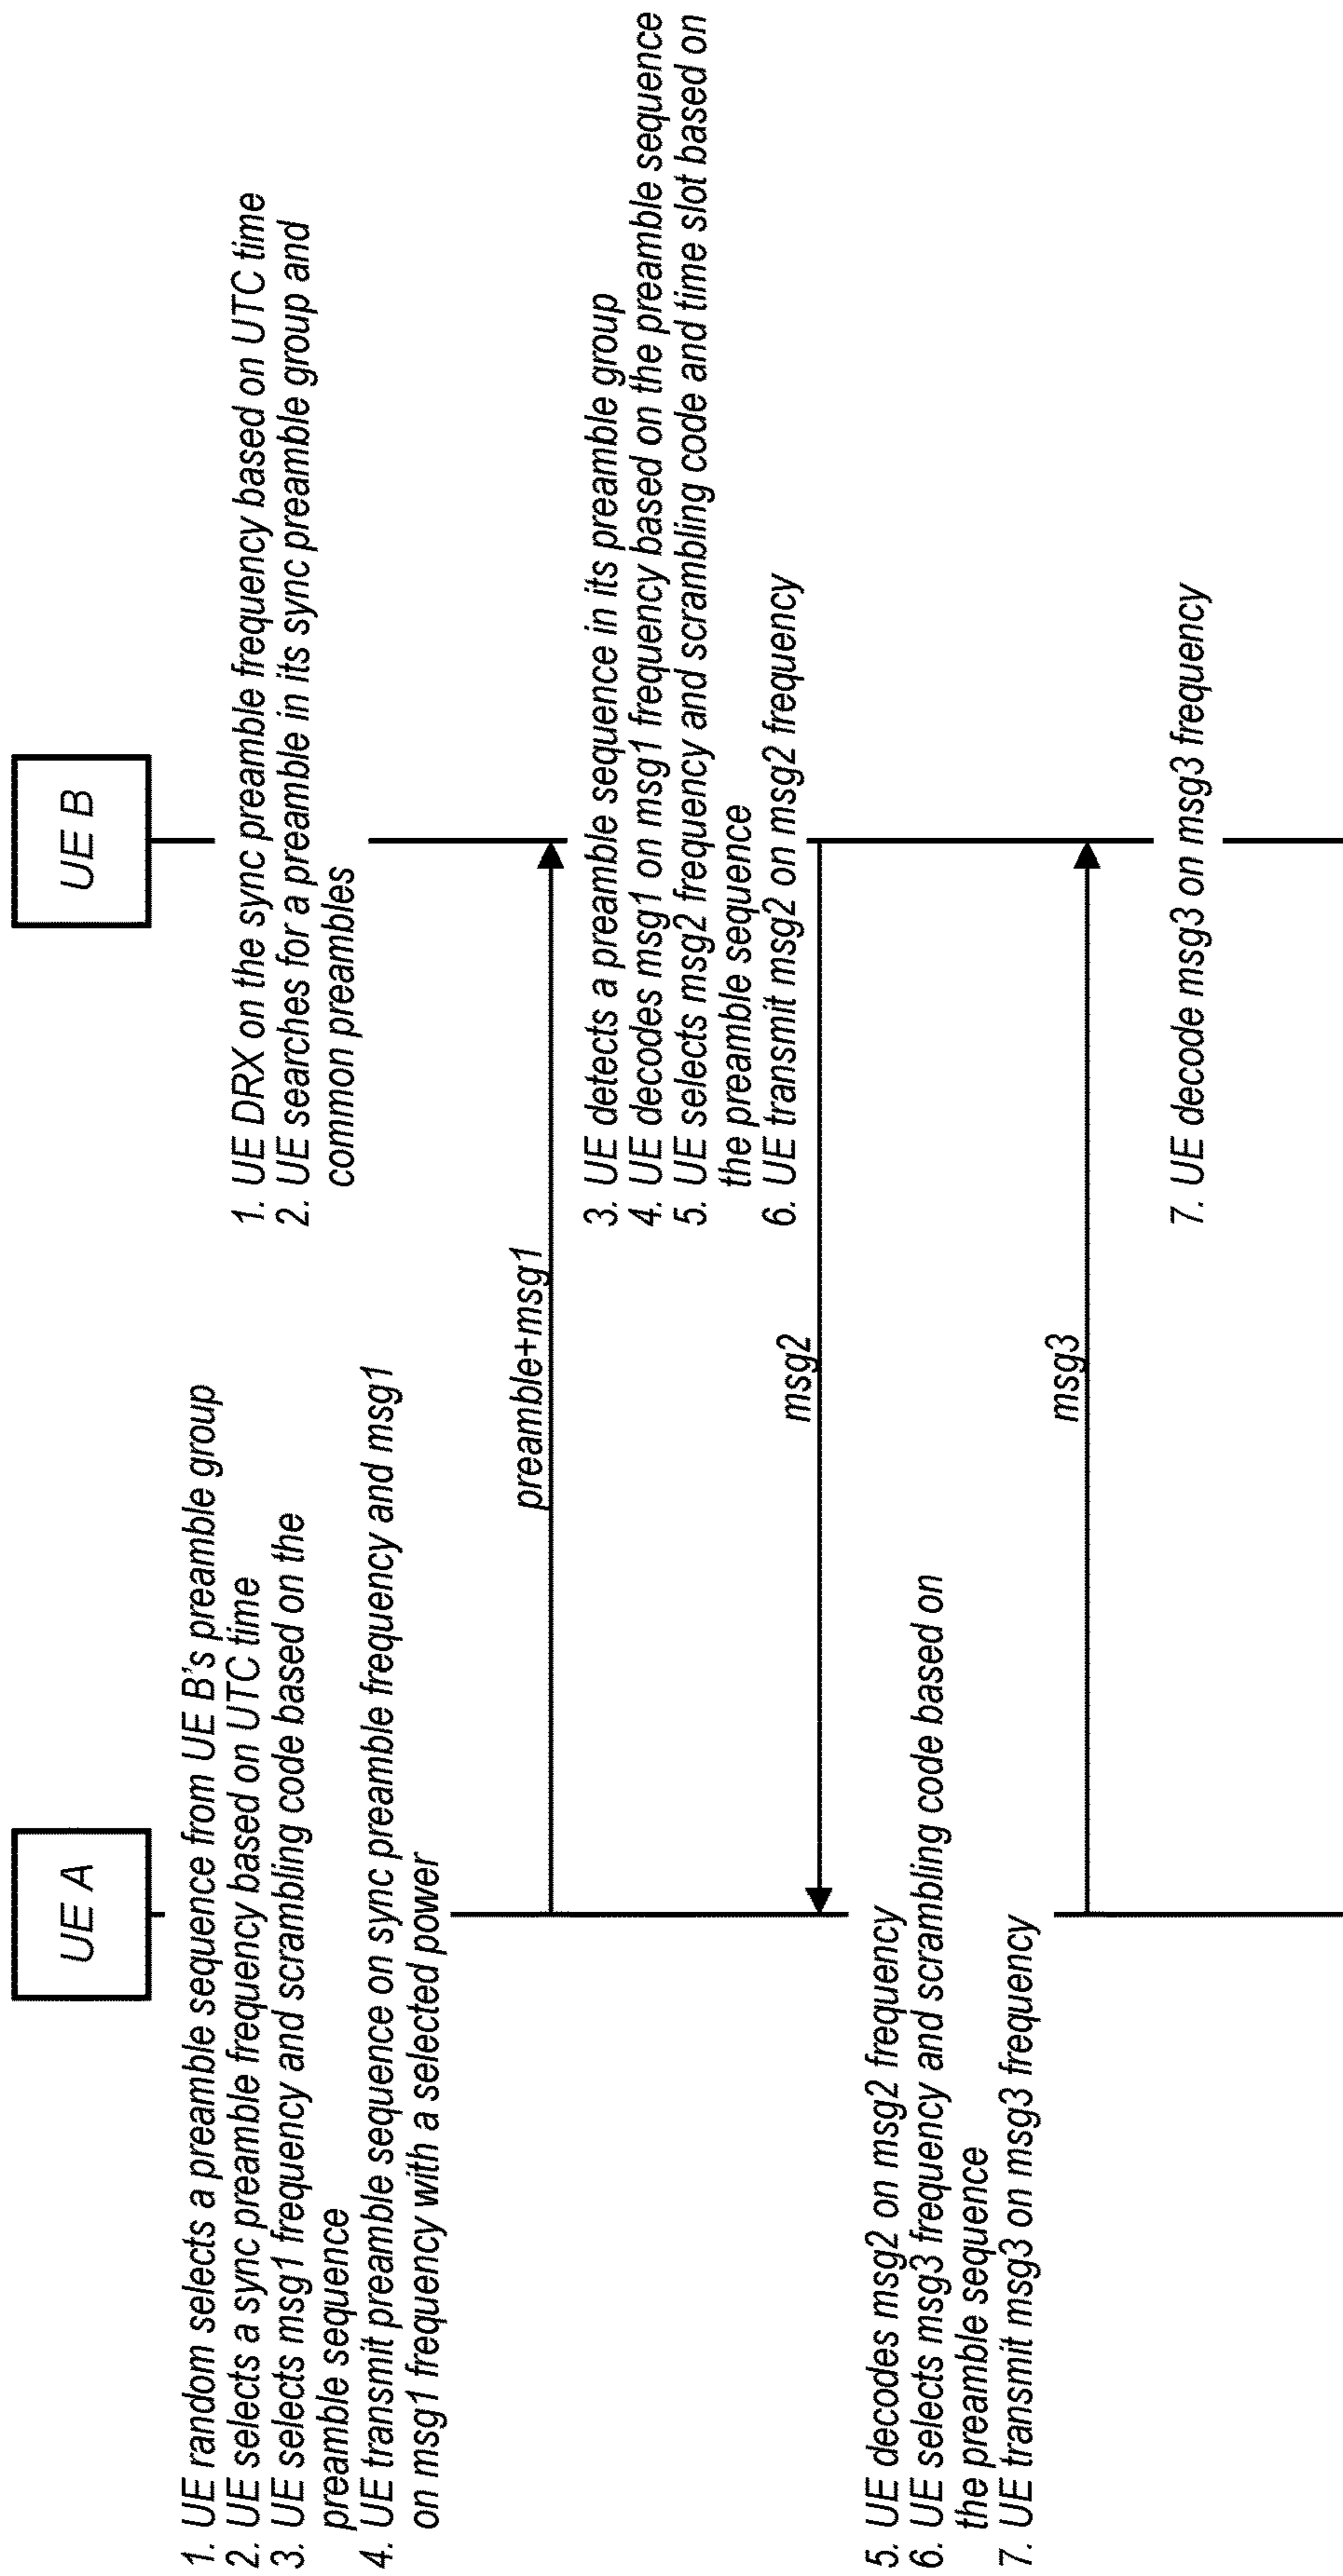 UE A
UE B
1. UE random selects a preamble sequence from UE B's preamble group
2. UE selects a sync preamble frequency based on UTC time
3. UE selects msg1 frequency and scrambling code based on the
preamble sequence
4. UE transmit preamble sequence on sync preamble frequency and msg1
on msg1 frequency with a selected power
1. UE DRX on the sync preamble frequency based on UTC time
2. UE searches for a preamble in its sync preamble group and
common preambles
preamble+msg1
3. UE detects a preamble sequence in its preamble group
4. UE decodes msg1 on msg1 frequency based on the preamble sequence
5. UE selects msg2 frequency and scrambling code and time slot based on
the preamble sequence
6. UE transmit msg2 on msg2 frequency
msg2
5. UE decodes msg2 on msg2 frequency
6. UE selects msg3 frequency and scrambling code based on
the preamble sequence
7. UE transmit msg3 on msg3 frequency
msg3
7. UE decode msg3 on msg3 frequency